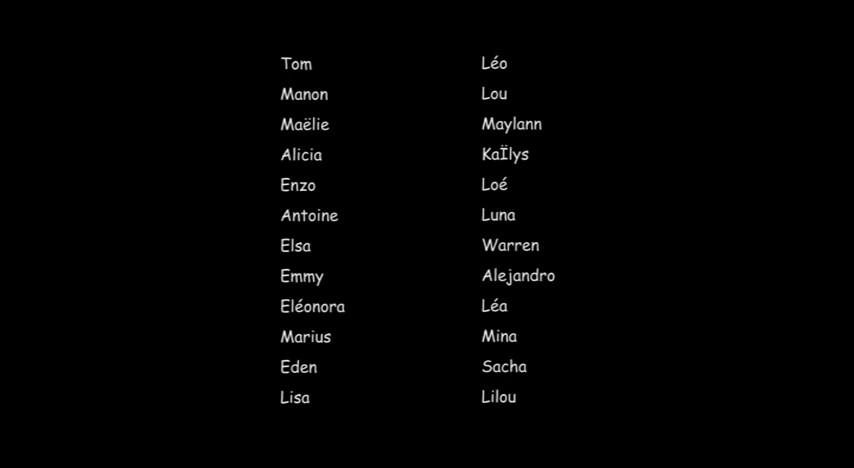 Tom
Manon
Maëlie
Alicia
Enzo
Antoine
Elsa
Emmy
Eléonora
Marius
Eden
Lisa
Léo
Lou
Maylann
KaÏlys
Loé
Luna
Warren
Alejandro
Léa
Mina
Sacha
Lilou